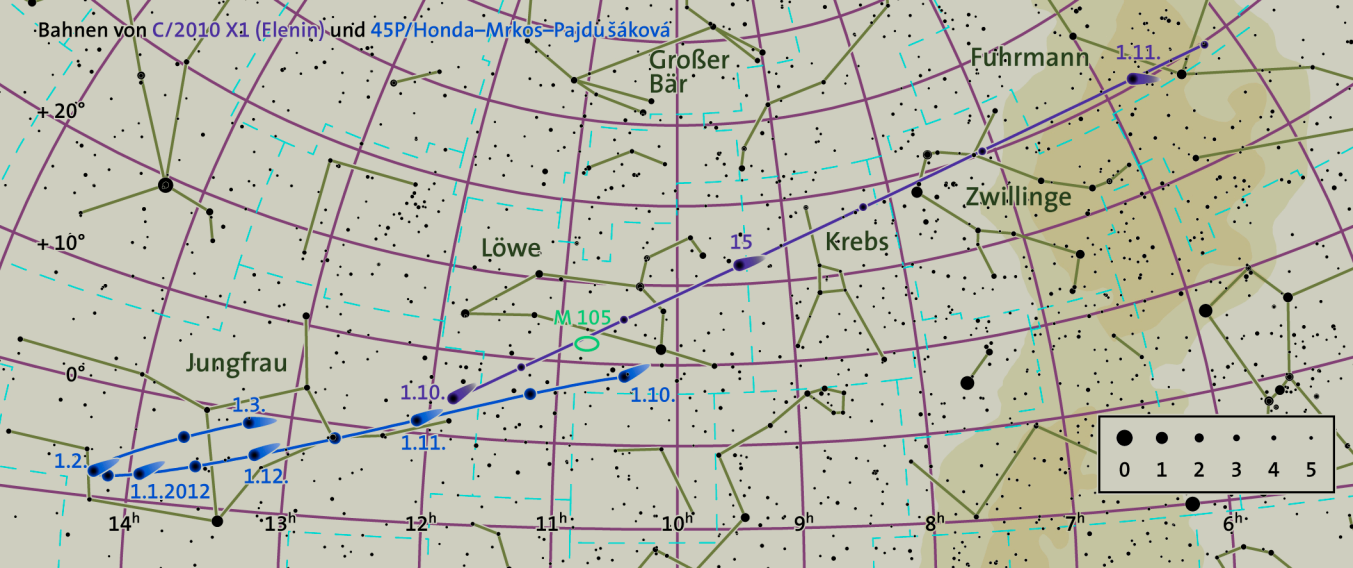 Bahnen von C/2010 X1 (Elenin) und 45P/Honda–Mrkos–Pajdušáková
Großer
Bär
Fuhrmann
1.11.
+20°
Zwillinge
+10°
Löwe
15
Krebs
M 105
Jungfrau
0°
1.10.
1.10.
1.3.
1.11.
1.2.
1.12.
1.1.2012
0 1 2 3 4 5
14h 13h 12h 11h 10h 9h 8h 7h 6h